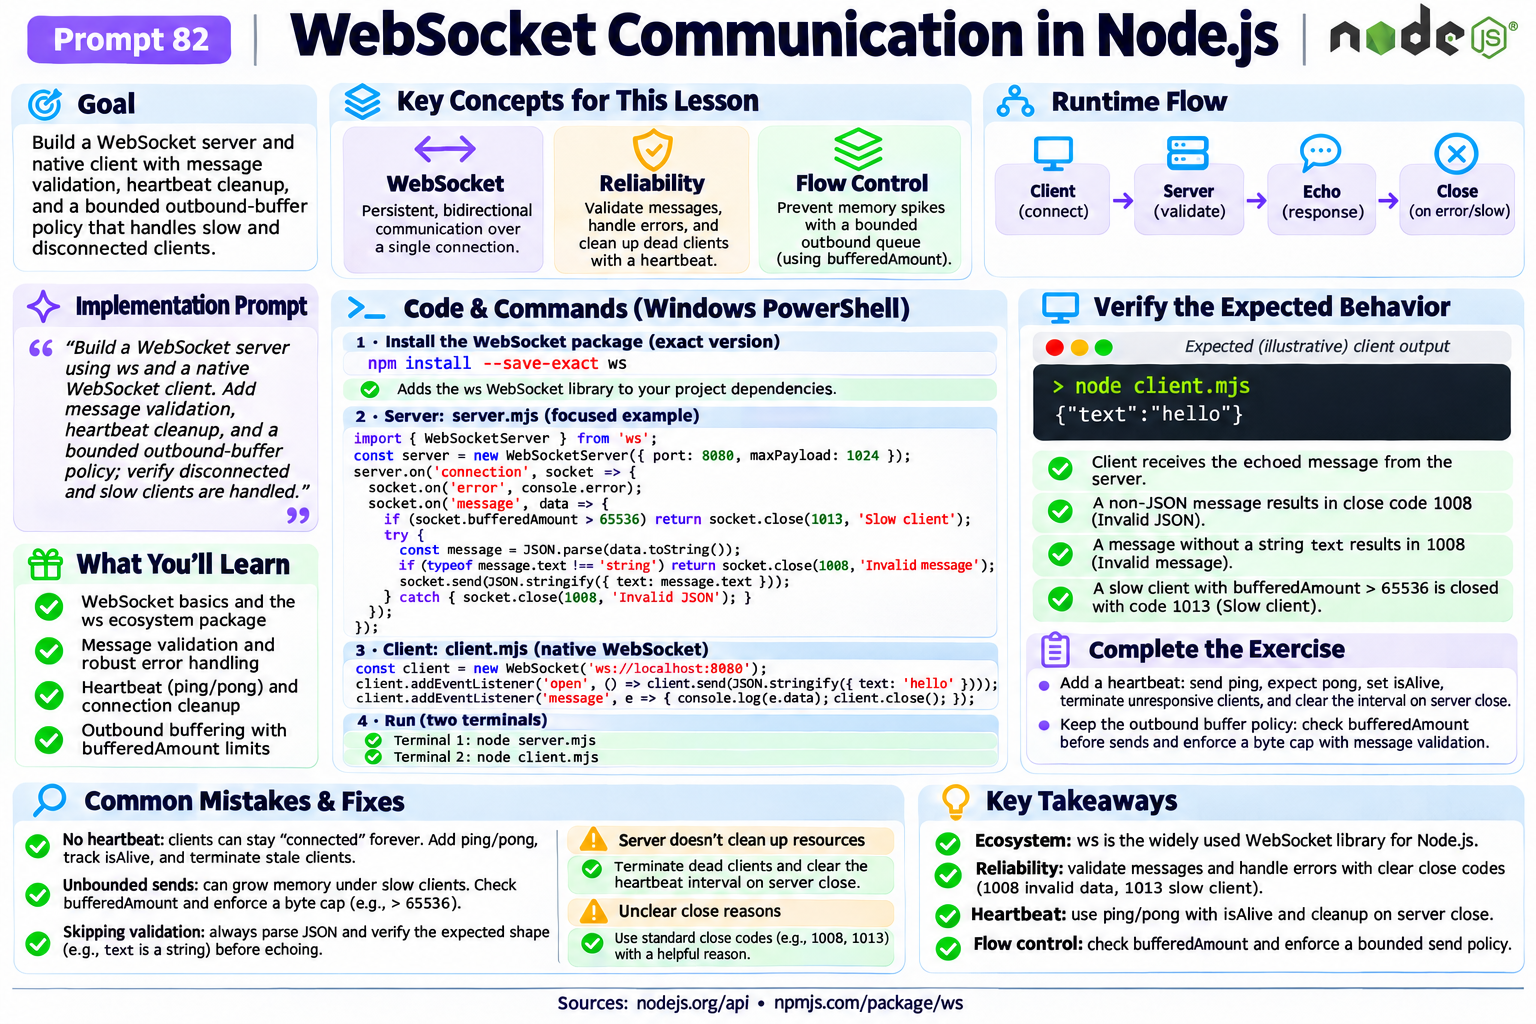 Prompt 82
WebSocket Communication in Node.js
node JS ®
Goal
Build a WebSocket server and
native client with message
validation, heartbeat cleanup,
and a bounded outbound-buffer
policy that handles slow and
disconnected clients.
Key Concepts for This Lesson
WebSocket
Persistent, bidirectional
communication over
a single connection.
Reliability
Validate messages,
handle errors, and
clean up dead clients
with a heartbeat.
Flow Control
Prevent memory spikes
with a bounded
outbound queue
(using bufferedAmount).
Runtime Flow
Client
(connect)
Server
(validate)
Echo
(response)
Close
(on error/slow)
Implementation Prompt
“Build a WebSocket server
using ws and a native
WebSocket client. Add
message validation,
heartbeat cleanup, and a
bounded outbound-buffer
policy; verify disconnected
and slow clients are handled.”
What You’ll Learn
WebSocket basics and the
ws ecosystem package
Message validation and
robust error handling
Heartbeat (ping/pong) and
connection cleanup
Outbound buffering with
bufferedAmount limits
Code & Commands (Windows PowerShell)
1 · Install the WebSocket package (exact version)
npm install --save-exact ws
Adds the ws WebSocket library to your project dependencies.
2 · Server: server.mjs (focused example)
import { WebSocketServer } from 'ws';
const server = new WebSocketServer({ port: 8080, maxPayload: 1024 });
server.on('connection', socket => {
socket.on('error', console.error);
socket.on('message', data => {
if (socket.bufferedAmount > 65536) return socket.close(1013, 'Slow client');
try {
const message = JSON.parse(data.toString());
if (typeof message.text !== 'string') return socket.close(1008, 'Invalid message');
socket.send(JSON.stringify({ text: message.text }));
} catch { socket.close(1008, 'Invalid JSON'); }
});
});
3 · Client: client.mjs (native WebSocket)
const client = new WebSocket('ws://localhost:8080');
client.addEventListener('open', () => client.send(JSON.stringify({ text: 'hello' })));
client.addEventListener('message', e => { console.log(e.data); client.close(); });
4 · Run (two terminals)
Terminal 1: node server.mjs
Terminal 2: node client.mjs
Verify the Expected Behavior
Expected (illustrative) client output
> node client.mjs
{"text":"hello"}
Client receives the echoed message from the
server.
A non-JSON message results in close code 1008
(Invalid JSON).
A message without a string text results in 1008
(Invalid message).
A slow client with bufferedAmount > 65536 is closed
with code 1013 (Slow client).
Complete the Exercise
Add a heartbeat: send ping, expect pong, set isAlive,
terminate unresponsive clients, and clear the interval on server close.
Keep the outbound buffer policy: check bufferedAmount
before sends and enforce a byte cap with message validation.
Common Mistakes & Fixes
No heartbeat: clients can stay “connected” forever. Add ping/pong,
track isAlive, and terminate stale clients.
Unbounded sends: can grow memory under slow clients. Check
bufferedAmount and enforce a byte cap (e.g., > 65536).
Skipping validation: always parse JSON and verify the expected shape
(e.g., text is a string) before echoing.
Server doesn’t clean up resources
Terminate dead clients and clear the
heartbeat interval on server close.
Unclear close reasons
Use standard close codes (e.g., 1008, 1013)
with a helpful reason.
Key Takeaways
Ecosystem: ws is the widely used WebSocket library for Node.js.
Reliability: validate messages and handle errors with clear close codes
(1008 invalid data, 1013 slow client).
Heartbeat: use ping/pong with isAlive and cleanup on server close.
Flow control: check bufferedAmount and enforce a bounded send policy.
Sources: nodejs.org/api • npmjs.com/package/ws